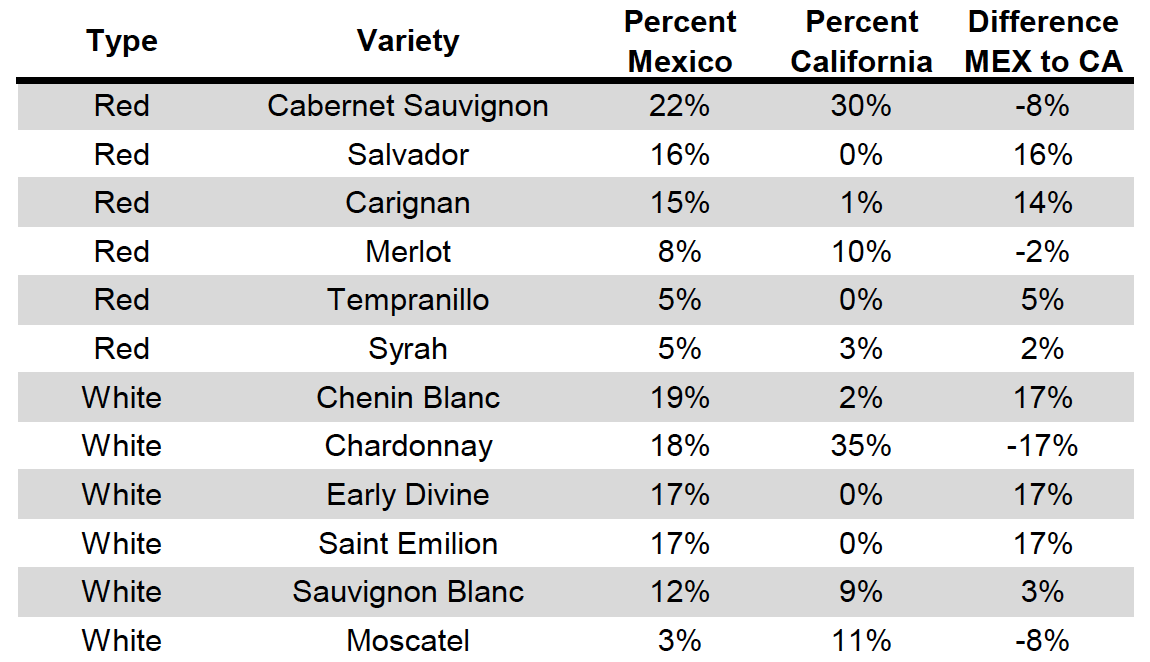 Type Variety Percent Mexico Percent California Difference MEX to CA
Red Cabernet Sauvignon 22% 30% -8%
Red Salvador 16% 0% 16%
Red Carignan 15% 1% 14%
Red Merlot 8% 10% -2%
Red Tempranillo 5% 0% 5%
Red Syrah 5% 3% 2%
White Chenin Blanc 19% 2% 17%
White Chardonnay 18% 35% -17%
White Early Divine 17% 0% 17%
White Saint Emilion 17% 0% 17%
White Sauvignon Blanc 12% 9% 3%
White Moscatel 3% 11% -8%